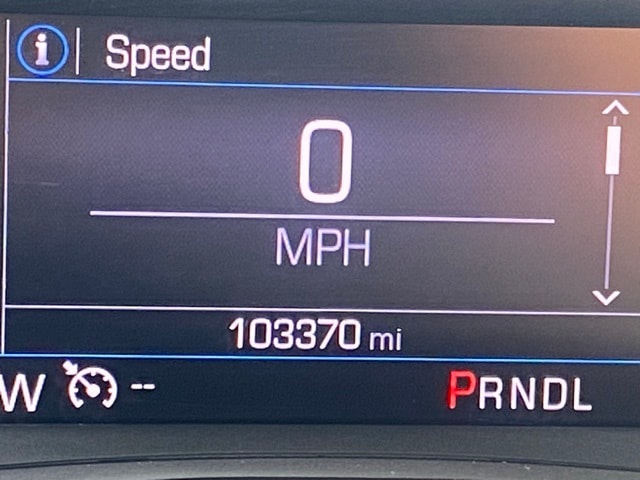 i Speed
0
MPH
103370 mi
W -- PRNDL